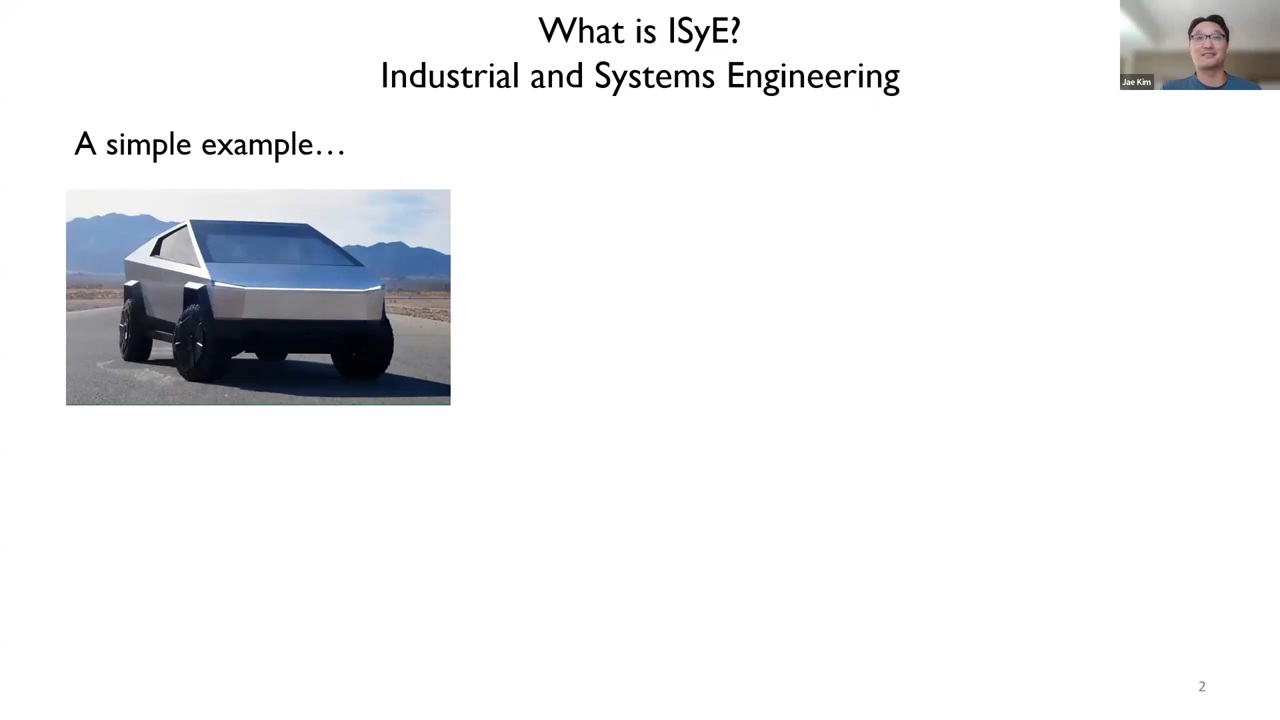 What is ISyE?
Industrial and Systems Engineering
Jae Kim
A simple example…
2